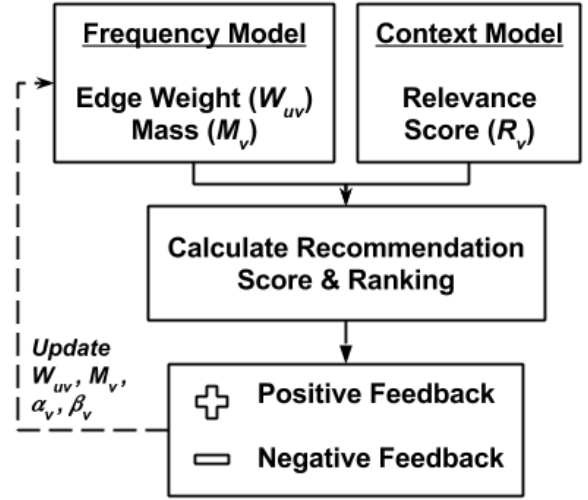 Frequency Model
Edge Weight (Wuv)
Mass (Mv)
Context Model
Relevance
Score (Rv)
Calculate Recommendation
Score & Ranking
Update
Wuv, Mv,
αv, βv
Positive Feedback
Negative Feedback